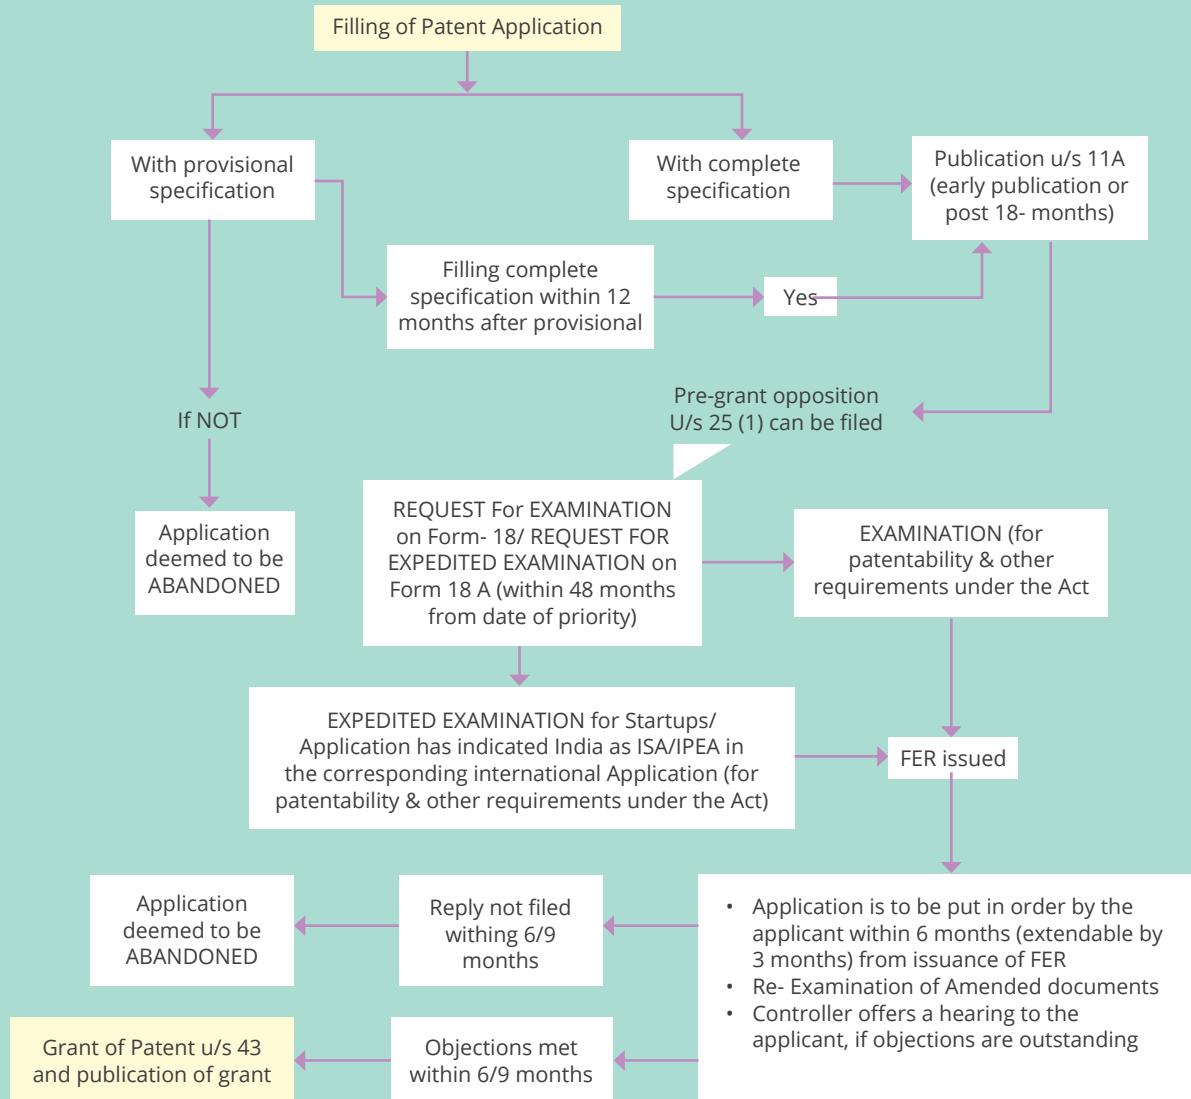 Filling of Patent Application
With provisional
specification
With complete
specification
Publication u/s 11A
(early publication or
post 18- months)
Filling complete
specification within 12
months after provisional
Yes
If NOT
Application
deemed to be
ABANDONED
Pre-grant opposition
U/s 25 (1) can be filed
REQUEST For EXAMINATION
on Form- 18/ REQUEST FOR
EXPEDITED EXAMINATION on
Form 18 A (within 48 months
from date of priority)
EXAMINATION (for
patentability & other
requirements under the Act
EXPEDITED EXAMINATION for Startups/
Application has indicated India as ISA/IPEA in
the corresponding international Application (for
patentability & other requirements under the Act)
FER issued
• Application is to be put in order by the
applicant within 6 months (extendable by
3 months) from issuance of FER
• Re- Examination of Amended documents
• Controller offers a hearing to the
applicant, if objections are outstanding
Reply not filed
withing 6/9
months
Application
deemed to be
ABANDONED
Objections met
within 6/9 months
Grant of Patent u/s 43
and publication of grant